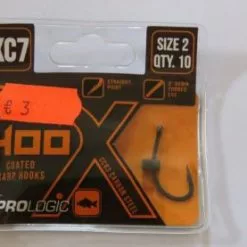 XC7
SIZE 2
QTY. 10
STRAIGHT
POINT
€ 3
HOOX
COATED
CARP HOOKS
PROLOGIC